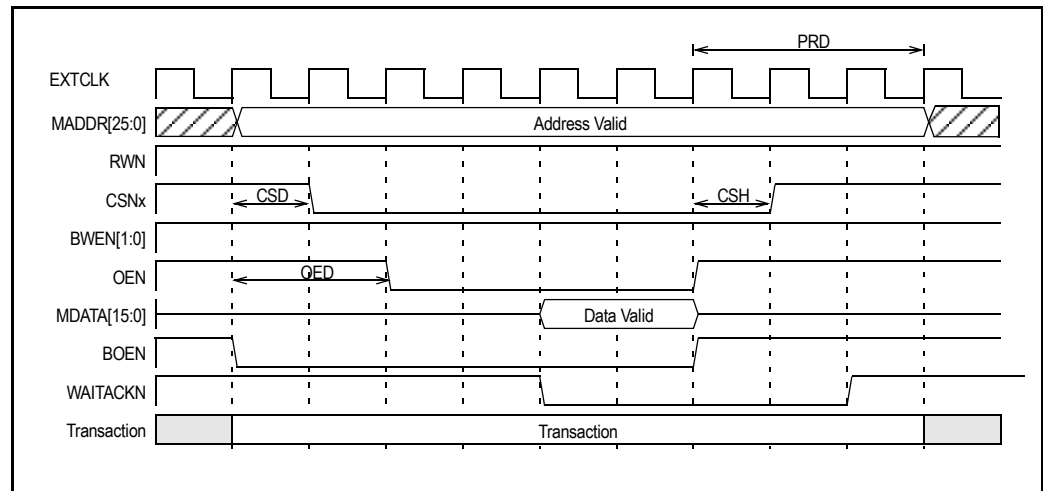 PRD
EXTCLK
MADDR[25:0]
Address Valid
RWN
CSNx
CSD
CSH
BWEN[1:0]
OEN
OED
MDATA[15:0]
Data Valid
BOEN
WAITACKN
Transaction
Transaction